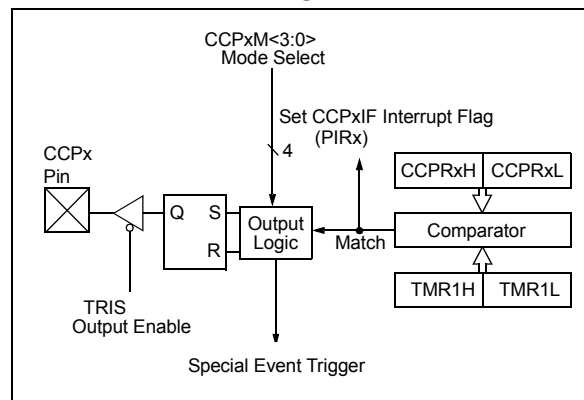 CCPxM<3:0>
Mode Select
Set CCPxIF Interrupt Flag
(PIRx)
4
CCPx
Pin
CCPRxH CCPRxL
Q S
R
Output
Logic
Match
Comparator
TMR1H TMR1L
TRIS
Output Enable
Special Event Trigger